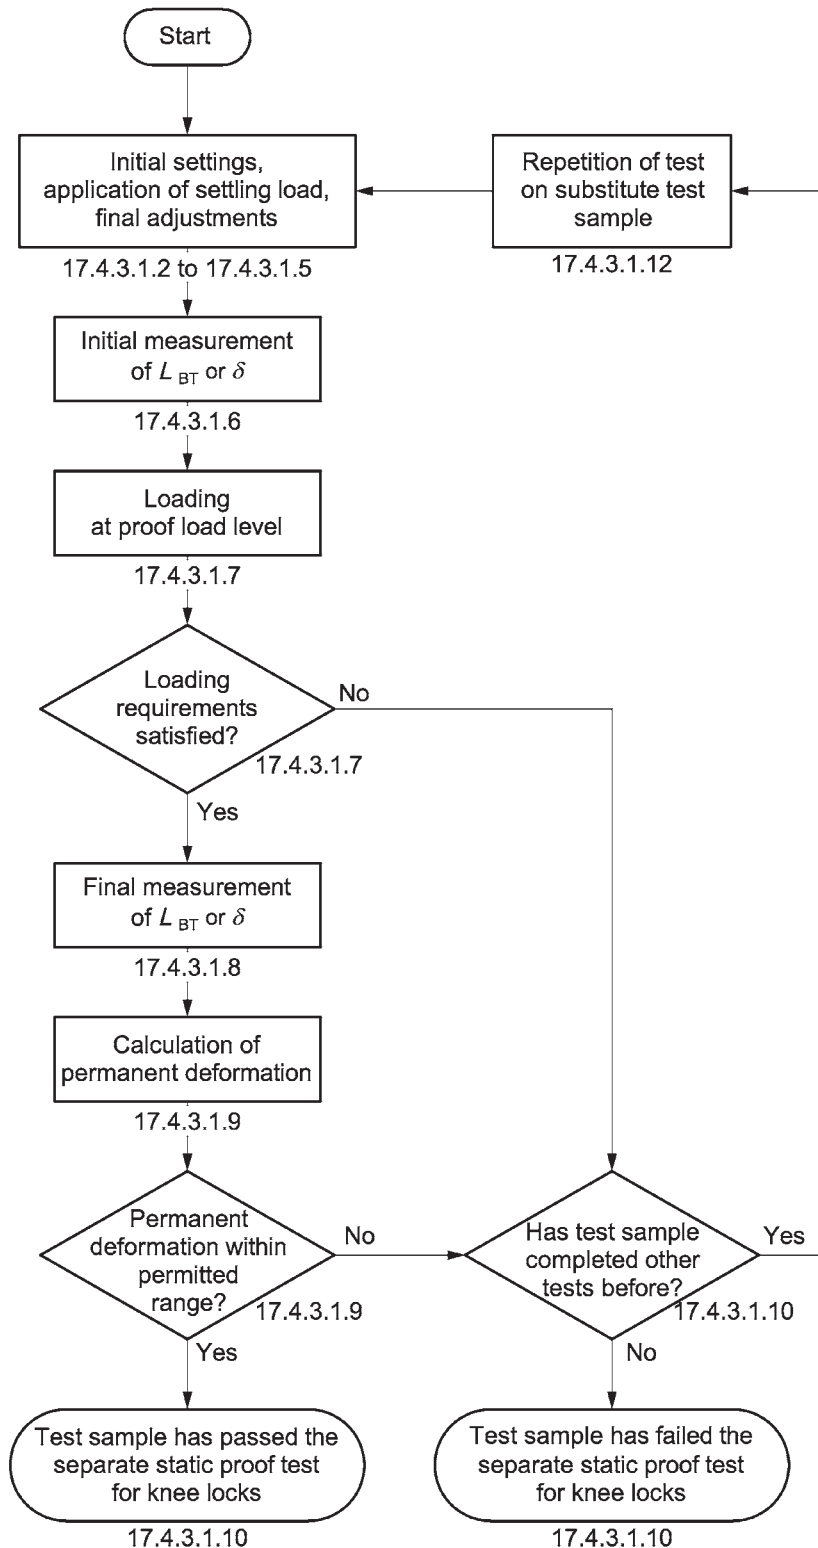 Start
Initial settings,
application of settling load,
final adjustments
17.4.3.1.2 to 17.4.3.1.5
Repetition of test
on substitute test
sample
17.4.3.1.12
Initial measurement
of L BT or δ
17.4.3.1.6
Loading
at proof load level
17.4.3.1.7
Loading
requirements
satisfied?
No
17.4.3.1.7
Yes
Final measurement
of L BT or δ
17.4.3.1.8
Calculation of
permanent deformation
17.4.3.1.9
Permanent
deformation within
permitted
range?
No
17.4.3.1.9
Yes
Has test sample
completed other
tests before?
Yes
17.4.3.1.10
No
Test sample has passed the
separate static proof test
for knee locks
17.4.3.1.10
Test sample has failed the
separate static proof test
for knee locks
17.4.3.1.10